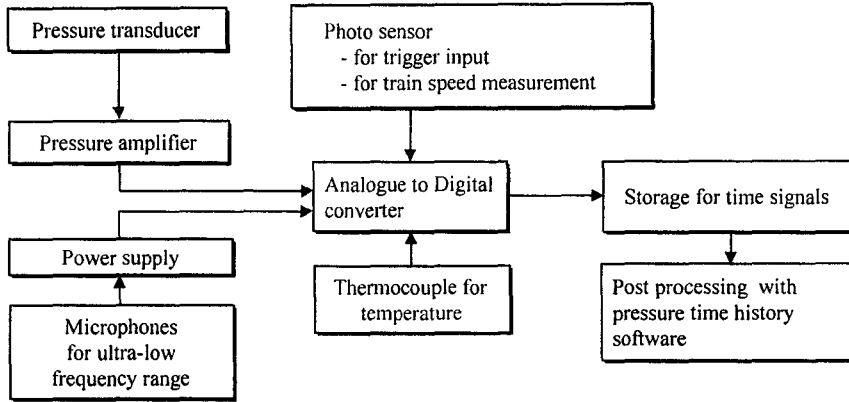 Pressure transducer
Photo sensor
- for trigger input
- for train speed measurement
Pressure amplifier
Analogue to Digital
converter
Storage for time signals
Power supply
Thermocouple for
temperature
Post processing with
pressure time history
software
Microphones
for ultra-low
frequency range